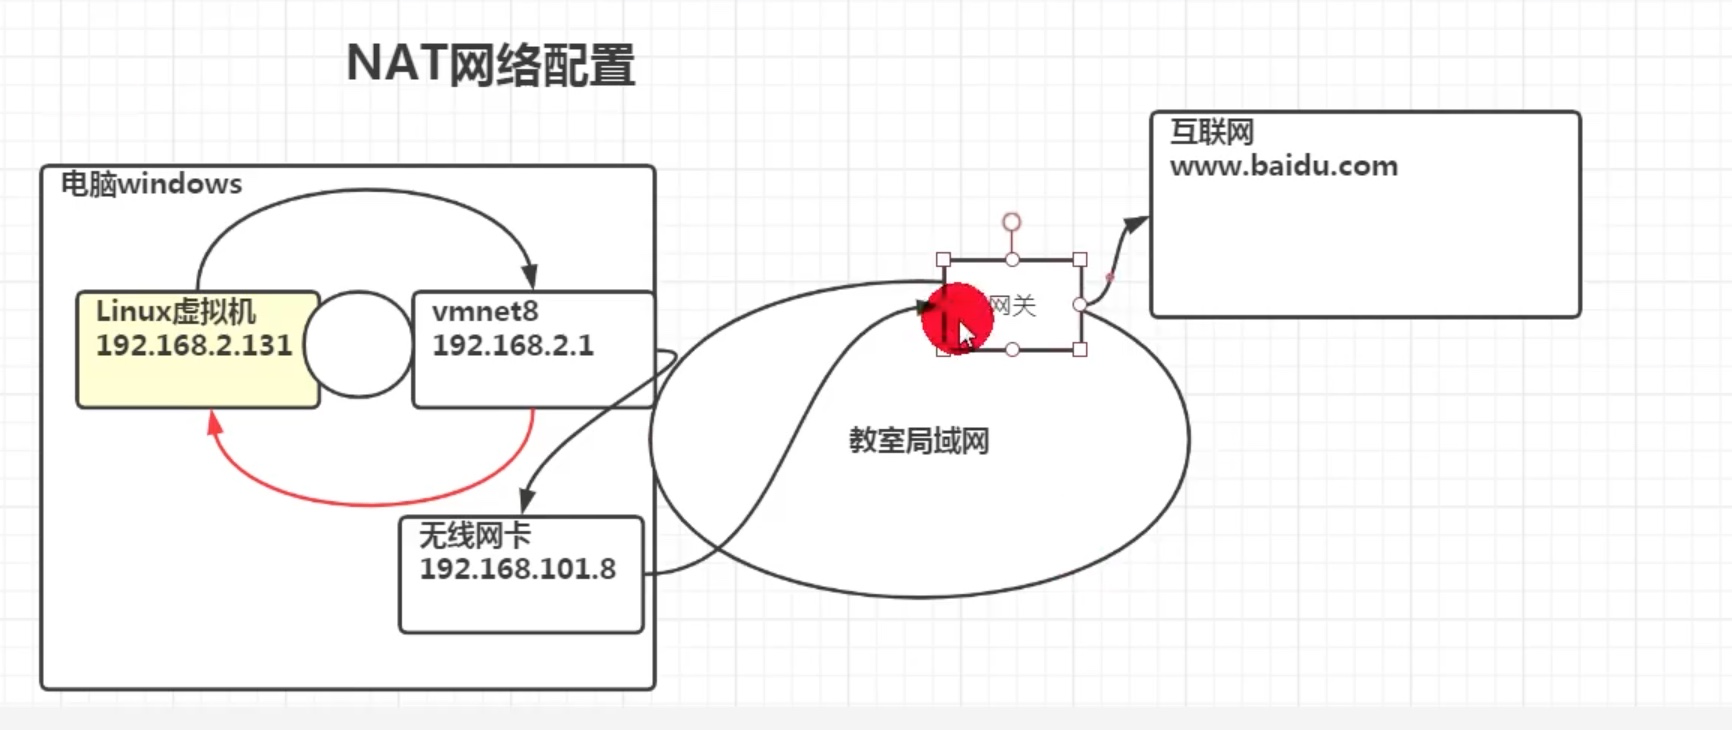 NAT网络配置
互联网
www.baidu.com
电脑windows
Linux虚拟机
192.168.2.131
vmnet8
192.168.2.1
网关
教室局域网
无线网卡
192.168.101.8